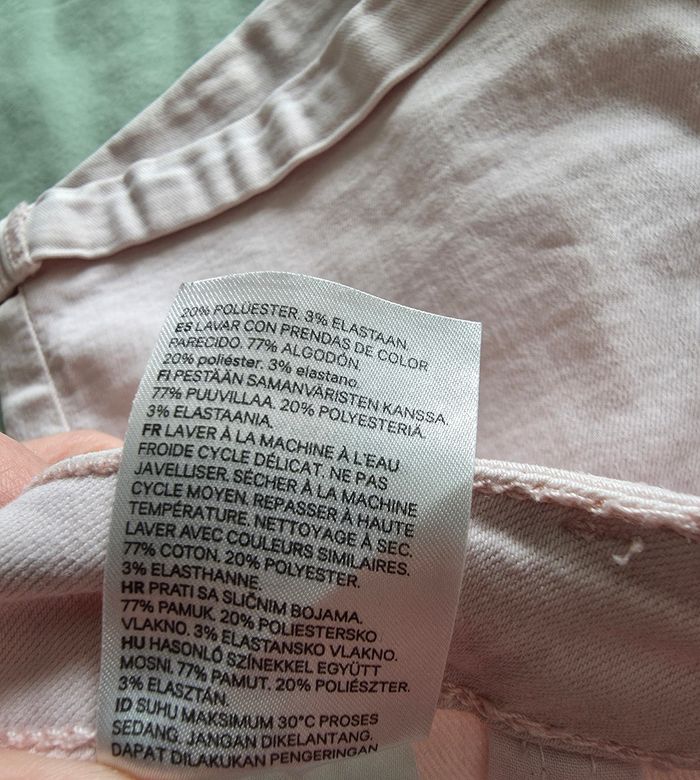 20% POLÜESTER. 3% ELASTAAN.
ES LAVAR CON PRENDAS DE COLOR
PARECIDO. 77% ALGODÓN.
20% poliéster. 3% elastano.
FI PESTÄÄN SAMANVÄRISTEN KANSSA.
77% PUUVILLAA. 20% POLYESTERIÄ.
3% ELASTAANIA.
FR LAVER À LA MACHINE À L'EAU
FROIDE CYCLE DÉLICAT. NE PAS
JAVELLISER. SÉCHER À LA MACHINE
CYCLE MOYEN. REPASSER À HAUTE
TEMPÉRATURE. NETTOYAGE À SEC.
LAVER AVEC COULEURS SIMILAIRES.
77% COTON. 20% POLYESTER.
3% ELASTHANNE.
HR PRATI SA SLIČNIM BOJAMA.
77% PAMUK. 20% POLIESTERSKO
VLAKNO. 3% ELASTANSKO VLAKNO.
HU HASONLÓ SZÍNEKKEL EGYÜTT
MOSNI. 77% PAMUT. 20% POLIÉSZTER.
3% ELASZTÁN.
ID SUHU MAKSIMUM 30°C PROSES
SEDANG. JANGAN DIKELANTANG.
DAPAT DILAKUKAN PENGERINGAN